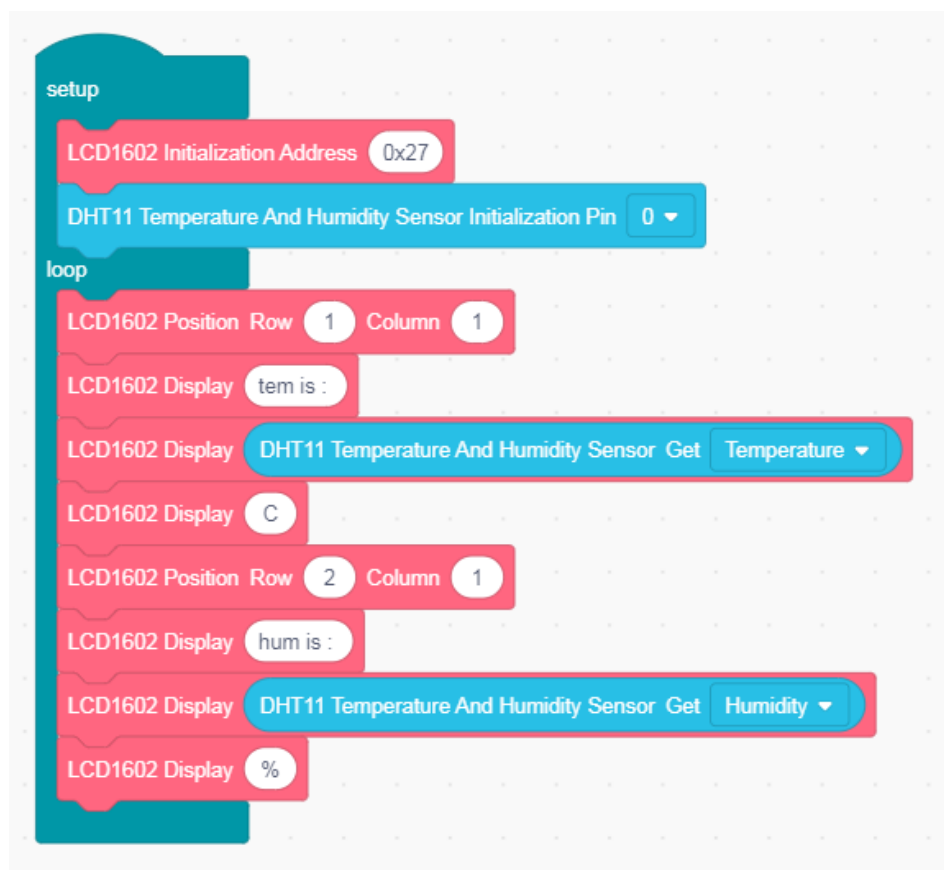 setup
LCD1602 Initialization Address 0x27
DHT11 Temperature And Humidity Sensor Initialization Pin 0
loop
LCD1602 Position Row 1 Column 1
LCD1602 Display tem is :
LCD1602 Display DHT11 Temperature And Humidity Sensor Get Temperature
LCD1602 Display C
LCD1602 Position Row 2 Column 1
LCD1602 Display hum is :
LCD1602 Display DHT11 Temperature And Humidity Sensor Get Humidity
LCD1602 Display %